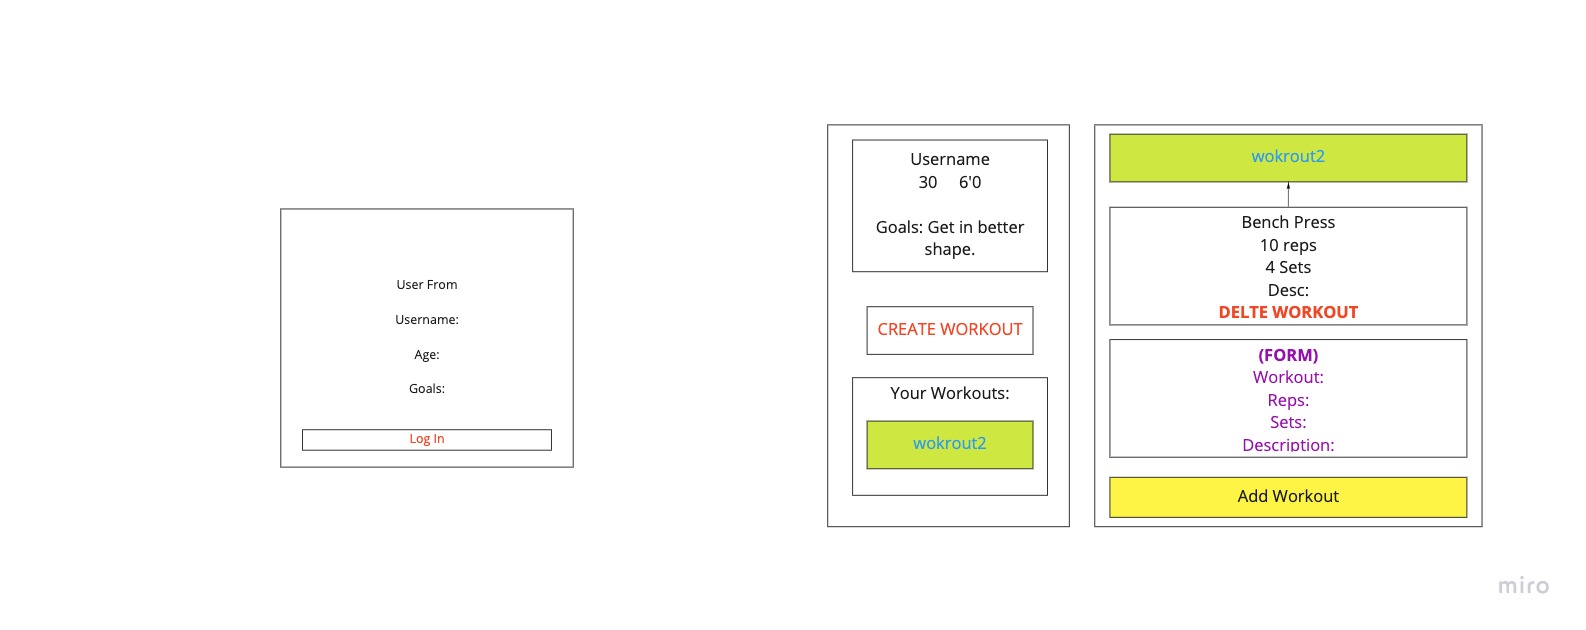 User From
Username:
Age:
Goals:
Log In
Username
30 6'0
Goals: Get in better
shape.
CREATE WORKOUT
Your Workouts:
wokrout2
wokrout2
Bench Press
10 reps
4 Sets
Desc:
DELTE WORKOUT
(FORM)
Workout:
Reps:
Sets:
Description:
Add Workout
miro